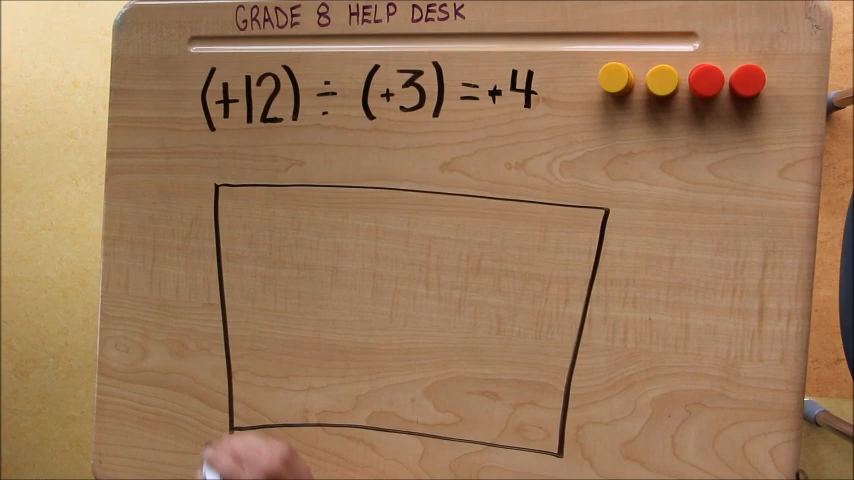 GRADE 8 HELP DESK
(+12) ÷ (+3) = +4